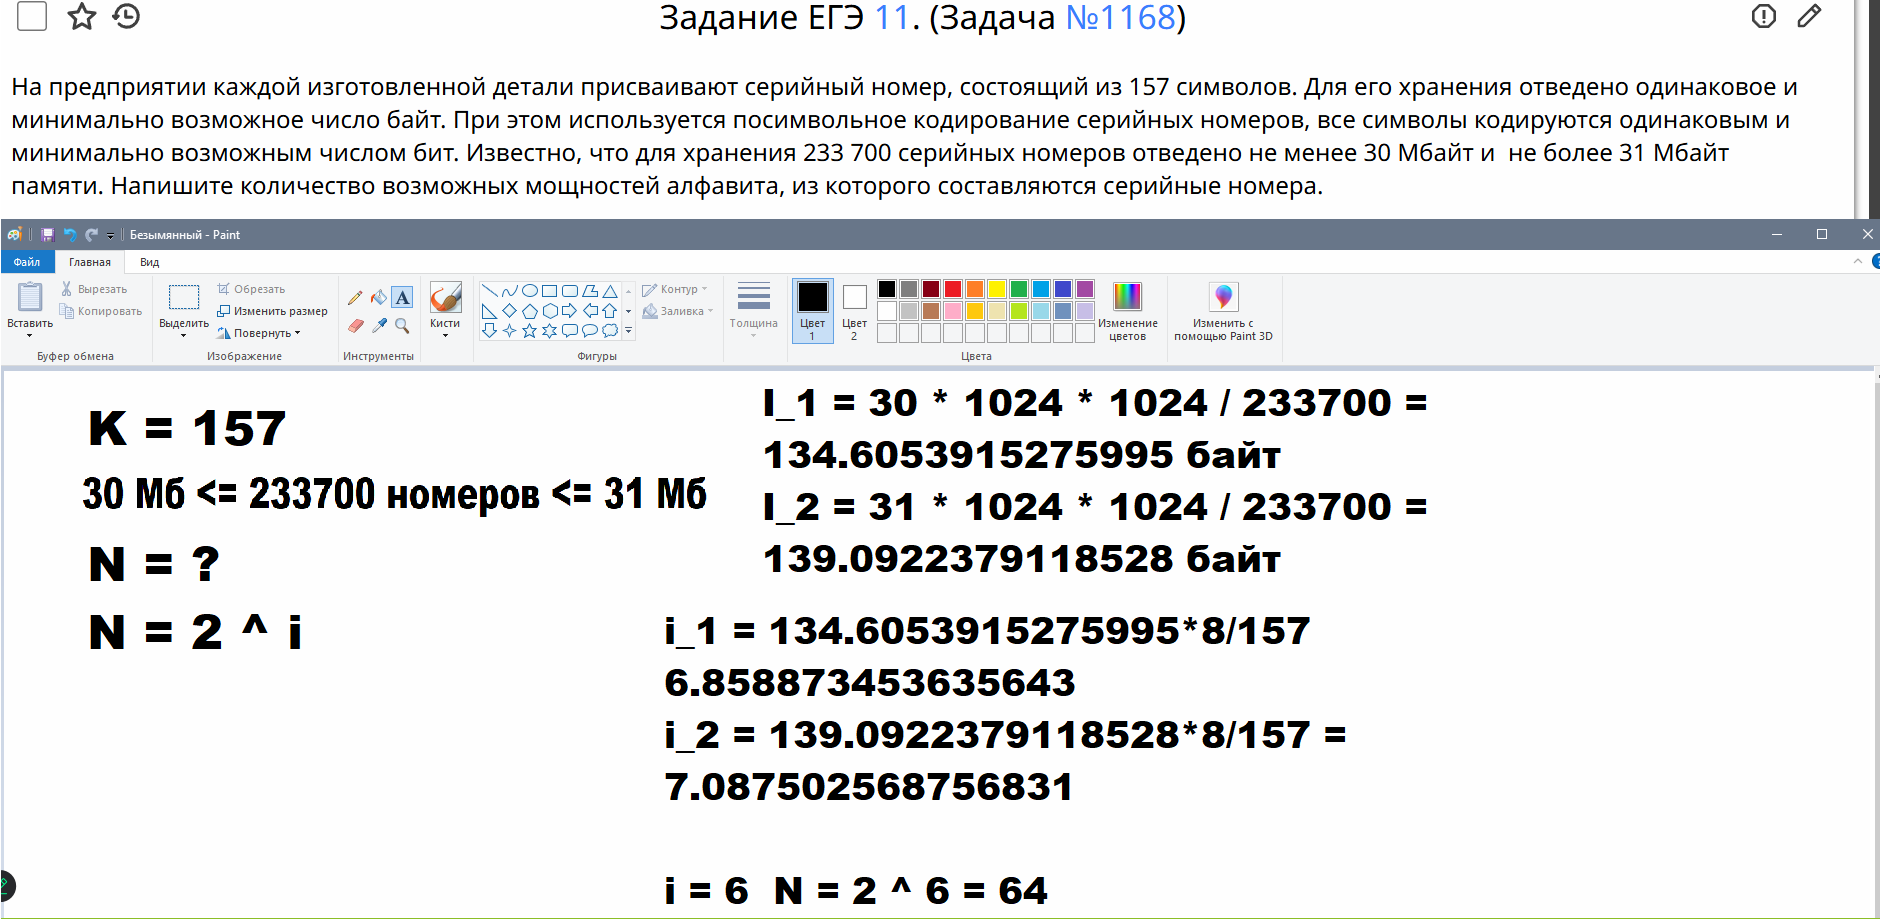 Задание ЕГЭ 11. (Задача №1168)
На предприятии каждой изготовленной детали присваивают серийный номер, состоящий из 157 символов. Для его хранения отведено одинаковое и
минимально возможное число байт. При этом используется посимвольное кодирование серийных номеров, все символы кодируются одинаковым и
минимально возможным числом бит. Известно, что для хранения 233 700 серийных номеров отведено не менее 30 Мбайт и  не более 31 Мбайт
памяти. Напишите количество возможных мощностей алфавита, из которого составляются серийные номера.
Безымянный - Paint
Файл Главная Вид
Вставить
Вырезать
Копировать
Буфер обмена
Выделить
Обрезать
Изменить размер
Повернуть
Изображение
Инструменты
Кисти
Контур
Заливка
Фигуры
Толщина
Цвет 1
Цвет 2
Изменение цветов
Цвета
Изменить с помощью Paint 3D
K = 157
30 Мб <= 233700 номеров <= 31 Мб
N = ?
N = 2 ^ i
I_1 = 30 * 1024 * 1024 / 233700 =
134.6053915275995 байт
I_2 = 31 * 1024 * 1024 / 233700 =
139.0922379118528 байт
i_1 = 134.6053915275995*8/157
6.858873453635643
i_2 = 139.0922379118528*8/157 =
7.087502568756831
i = 6  N = 2 ^ 6 = 64